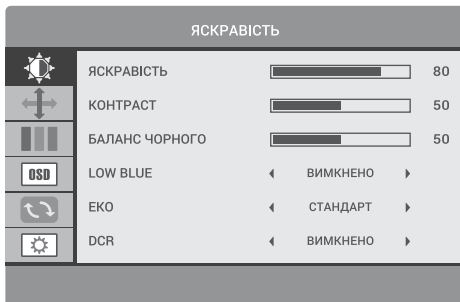 ЯСКРАВІСТЬ
ЯСКРАВІСТЬ 80
КОНТРАСТ 50
БАЛАНС ЧОРНОГО 50
LOW BLUE ВИМКНЕНО
ЕКО СТАНДАРТ
DCR ВИМКНЕНО
OSD